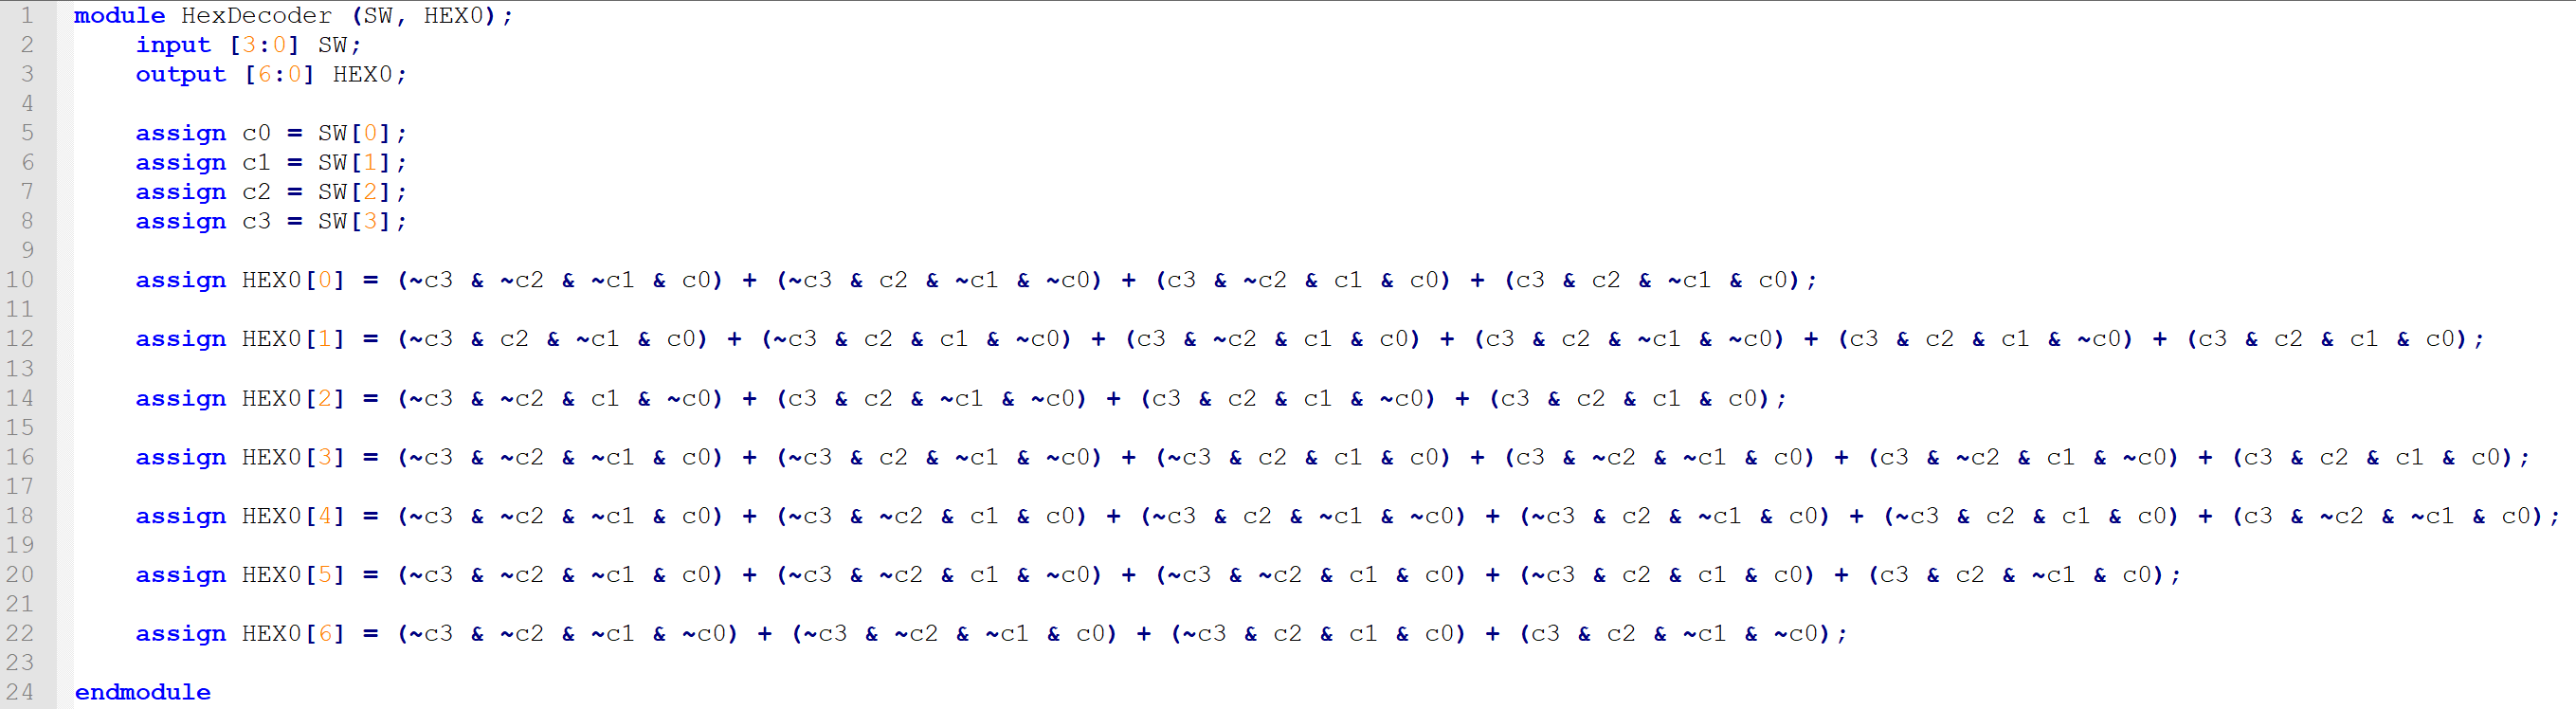 1 module HexDecoder (SW, HEX0);
2 input [3:0] SW;
3 output [6:0] HEX0;
4
5 assign c0 = SW[0];
6 assign c1 = SW[1];
7 assign c2 = SW[2];
8 assign c3 = SW[3];
9
10 assign HEX0[0] = (~c3 & ~c2 & ~c1 & c0) + (~c3 & c2 & ~c1 & ~c0) + (c3 & ~c2 & c1 & c0) + (c3 & c2 & ~c1 & c0);
11
12 assign HEX0[1] = (~c3 & c2 & ~c1 & c0) + (~c3 & c2 & c1 & ~c0) + (c3 & ~c2 & c1 & c0) + (c3 & c2 & ~c1 & ~c0) + (c3 & c2 & c1 & ~c0) + (c3 & c2 & c1 & c0);
13
14 assign HEX0[2] = (~c3 & ~c2 & c1 & ~c0) + (c3 & c2 & ~c1 & ~c0) + (c3 & c2 & c1 & ~c0) + (c3 & c2 & c1 & c0);
15
16 assign HEX0[3] = (~c3 & ~c2 & ~c1 & c0) + (~c3 & c2 & ~c1 & ~c0) + (~c3 & c2 & c1 & c0) + (c3 & ~c2 & ~c1 & c0) + (c3 & ~c2 & c1 & ~c0) + (c3 & c2 & c1 & c0);
17
18 assign HEX0[4] = (~c3 & ~c2 & ~c1 & c0) + (~c3 & ~c2 & c1 & c0) + (~c3 & c2 & ~c1 & ~c0) + (~c3 & c2 & ~c1 & c0) + (~c3 & c2 & c1 & c0) + (c3 & ~c2 & ~c1 & c0);
19
20 assign HEX0[5] = (~c3 & ~c2 & ~c1 & c0) + (~c3 & ~c2 & c1 & ~c0) + (~c3 & ~c2 & c1 & c0) + (~c3 & c2 & c1 & c0) + (c3 & c2 & ~c1 & c0);
21
22 assign HEX0[6] = (~c3 & ~c2 & ~c1 & ~c0) + (~c3 & ~c2 & ~c1 & c0) + (~c3 & c2 & c1 & c0) + (c3 & c2 & ~c1 & ~c0);
23
24 endmodule